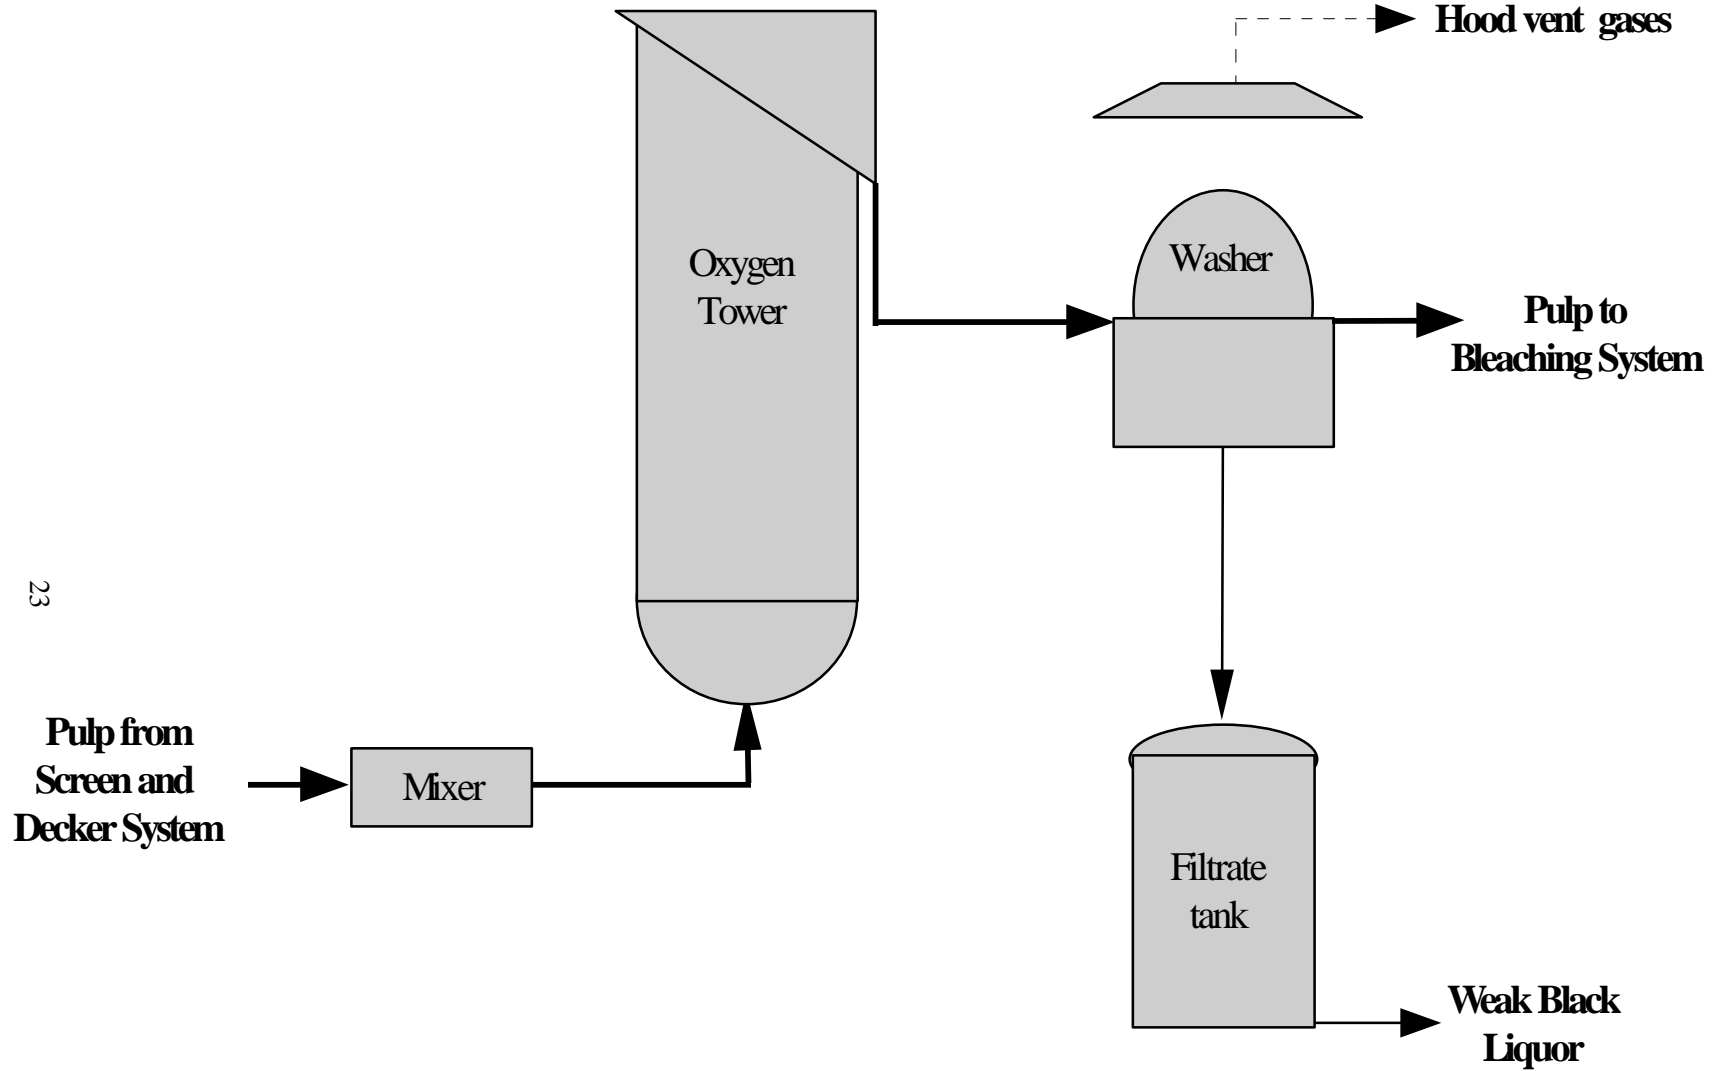 Hood vent gases
Oxygen
Tower
Washer
Pulp to
Bleaching System
23
Pulp from
Screen and
Decker System
Mixer
Filtrate
tank
Weak Black
Liquor